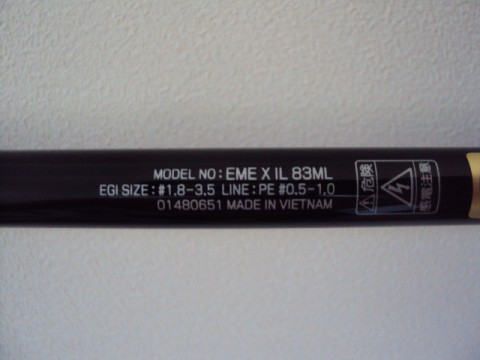 MODEL NO : EME X IL 83ML
EGI SIZE : #1.8-3.5 LINE : PE #0.5-1.0
01480651 MADE IN VIETNAM
危険
感電注意